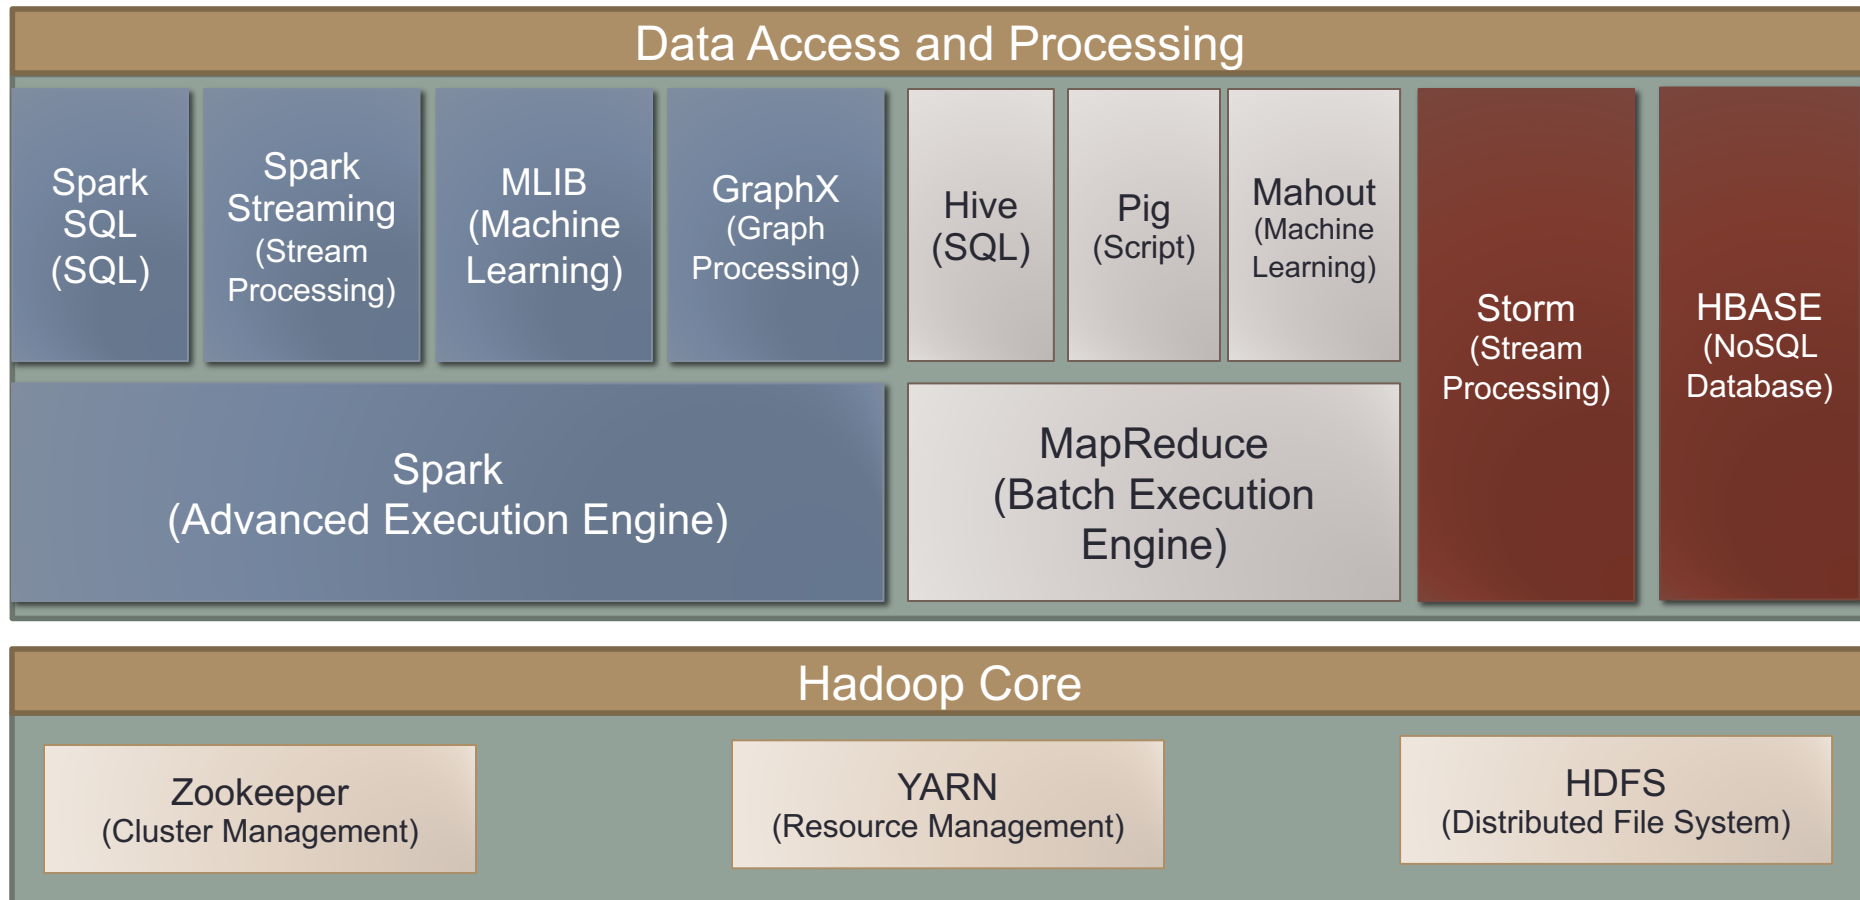 Data Access and Processing
Spark
SQL
(SQL)
Spark
Streaming
(Stream
Processing)
MLIB
(Machine
Learning)
GraphX
(Graph
Processing)
Hive
(SQL)
Pig
(Script)
Mahout
(Machine
Learning)
Storm
(Stream
Processing)
HBASE
(NoSQL
Database)
Spark
(Advanced Execution Engine)
MapReduce
(Batch Execution
Engine)
Hadoop Core
Zookeeper
(Cluster Management)
YARN
(Resource Management)
HDFS
(Distributed File System)